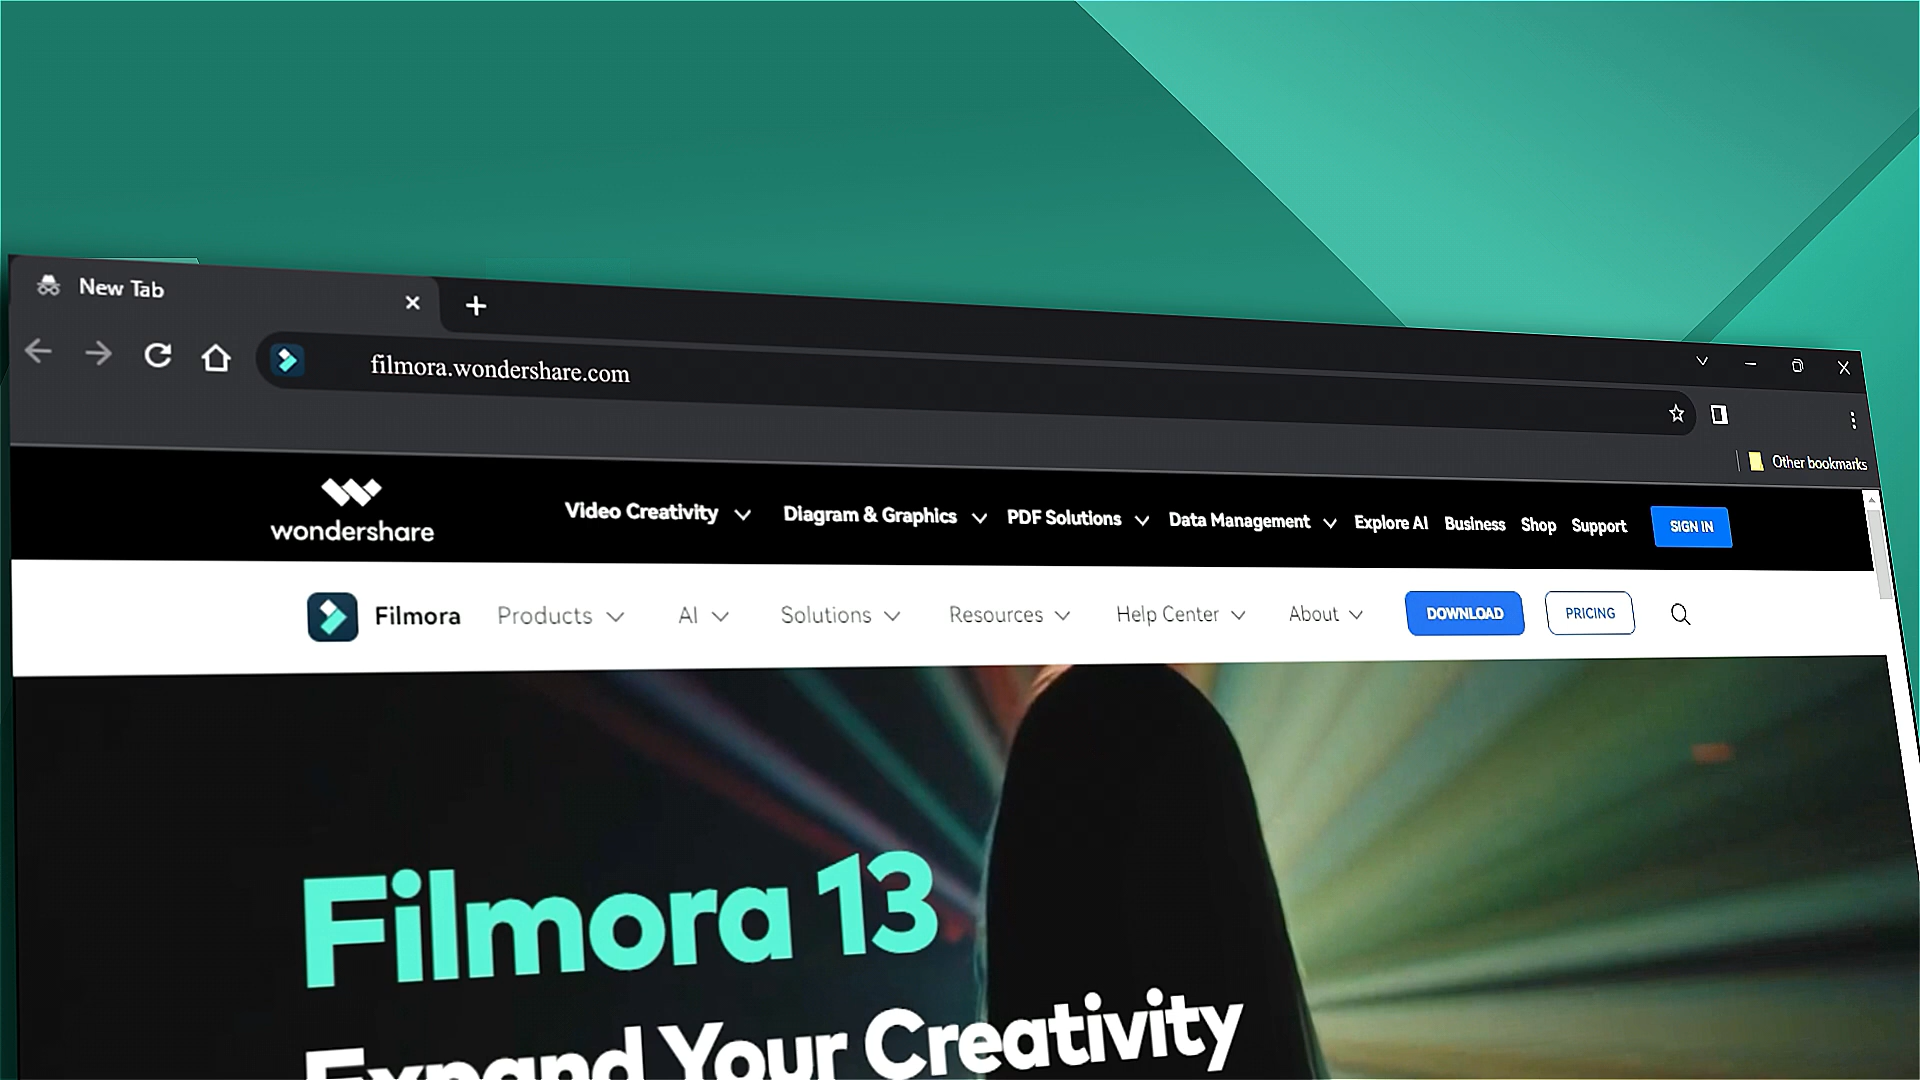 New Tab
filmora.wondershare.com
Other bookmarks
wondershare
Video Creativity Diagram & Graphics PDF Solutions Data Management Explore AI Business Shop Support SIGN IN
Filmora Products AI Solutions Resources Help Center About DOWNLOAD PRICING
Filmora 13
Expand Your Creativity